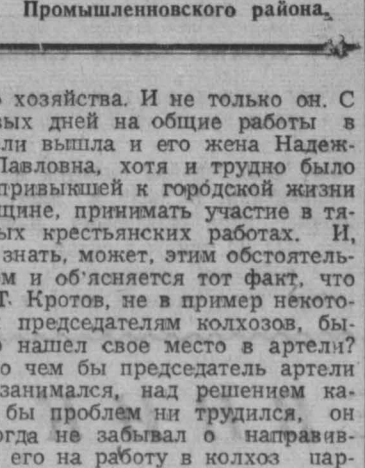 Промышленновского района.
хозяйства. И не только он. С
вых дней на общие работы в
ли вышла и его жена Надеж-
Павловна, хотя и трудно было
привыкшей к городской жизни
щине, принимать участие в тя-
ых крестьянских работах. И,
знать, может, этим обстоятель-
м и об'ясняется тот факт, что
Т. Кротов, не в пример некото-
председателям колхозов, бы-
о нашел свое место в артели?
о чем бы председатель артели
занимался, над решением ка-
бы проблем ни трудился, он
огда не забывал о направив-
его на работу в колхоз пар-